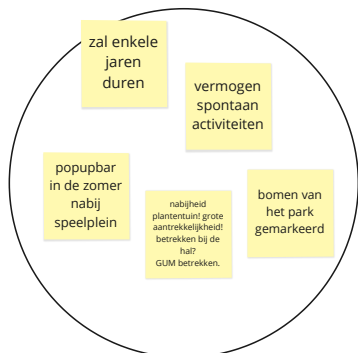 zal enkele
jaren
duren
vermogen
spontaan
activiteiten
popupbar
in de zomer
nabij
speelplein
nabijheid
plantentuin! grote
aantrekkelijkheid!
betrekken bij de
hal?
GUM betrekken.
bomen van
het park
gemarkeerd